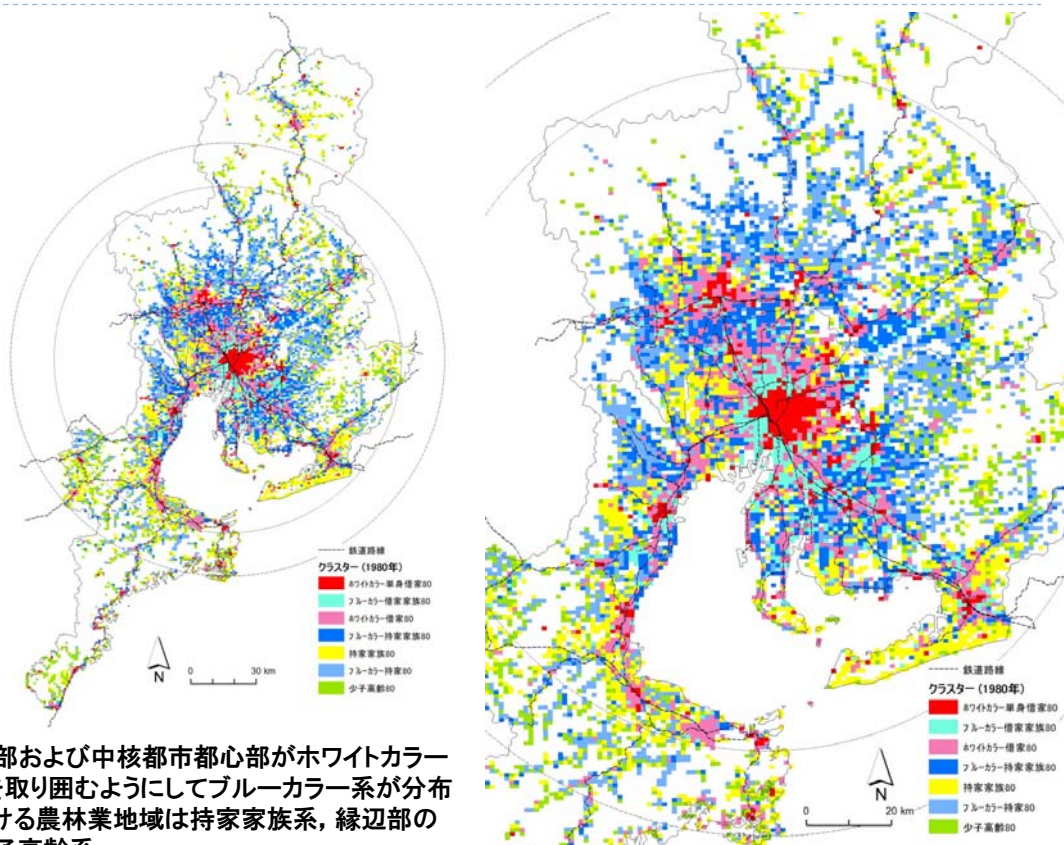 鉄道路線
クラスター (1980年)
ホワイトカラー単身借家80
ブルーカラー借家家族80
ホワイトカラー借家80
ブルーカラー持家家族80
持家家族80
ブルーカラー持家80
少子高齢80
N
0 30 km
部および中核都市都心部がホワイトカラー
を取り囲むようにしてブルーカラー系が分布
ける農林業地域は持家家族系，縁辺部の
子高齢系
鉄道路線
クラスター (1980年)
ホワイトカラー単身借家80
ブルーカラー借家家族80
ホワイトカラー借家80
ブルーカラー持家家族80
持家家族80
ブルーカラー持家80
少子高齢80
N
0 20 km